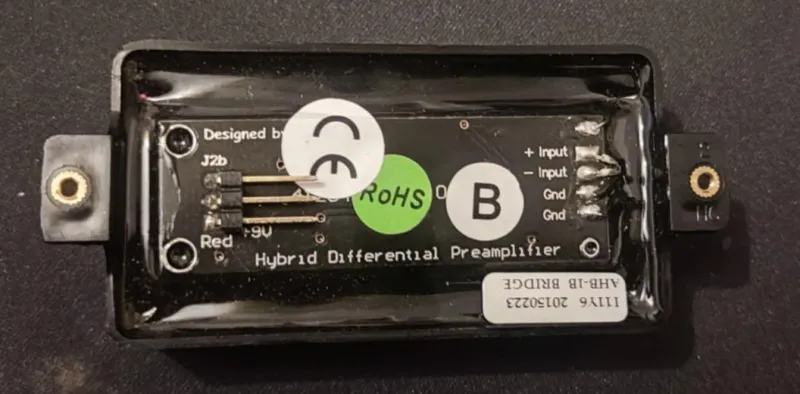 Designed by
CE
J2b
RoHS
B
+ Input
- Input
Gnd
Gnd
Red +9V
Hybrid Differential Preamplifier
111Y6 20150223
AHB-1B BRIDGE